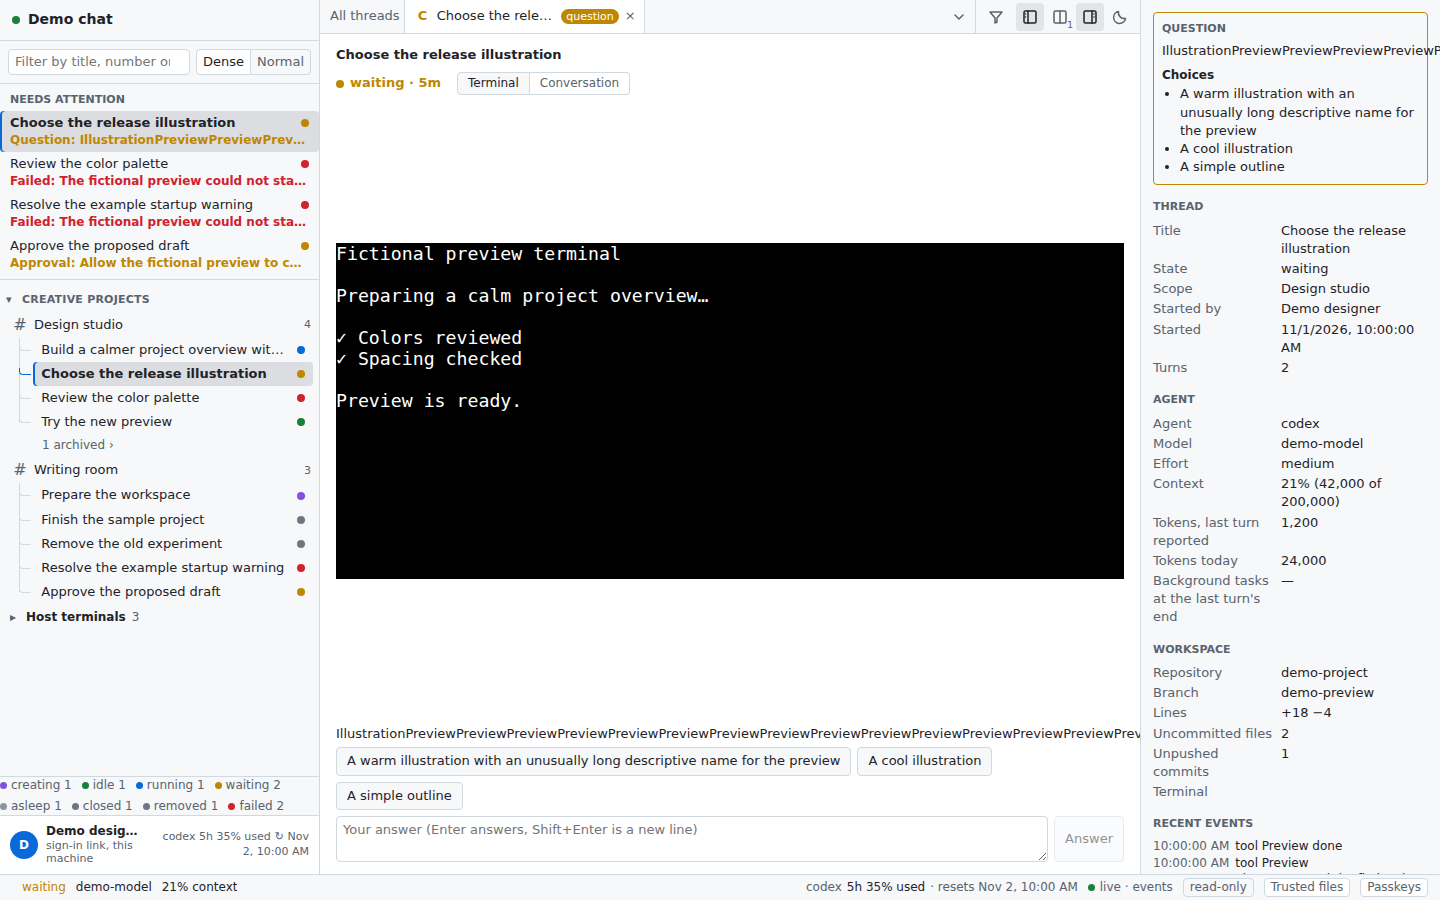 Demo chat
Filter by title, number or
Dense
Normal
NEEDS ATTENTION
Choose the release illustration
Question: IllustrationPreviewPreviewPrev…
Review the color palette
Failed: The fictional preview could not sta…
Resolve the example startup warning
Failed: The fictional preview could not sta…
Approve the proposed draft
Approval: Allow the fictional preview to c…
CREATIVE PROJECTS
# Design studio 4
Build a calmer project overview wit…
Choose the release illustration
Review the color palette
Try the new preview
1 archived ›
# Writing room 3
Prepare the workspace
Finish the sample project
Remove the old experiment
Resolve the example startup warning
Approve the proposed draft
Host terminals 3
creating 1 idle 1 running 1 waiting 2
asleep 1 closed 1 removed 1 failed 2
D
Demo desig…
sign-in link, this
machine
codex 5h 35% used ↻ Nov
2, 10:00 AM
All threads
C Choose the rele… question ×
1
Choose the release illustration
waiting · 5m
Terminal
Conversation
Fictional preview terminal
Preparing a calm project overview…
✓ Colors reviewed
✓ Spacing checked
Preview is ready.
IllustrationPreviewPreviewPreviewPreviewPreviewPreviewPreviewPreviewPreviewPreviewPreviewPreviewPreviewPreviewPrev
A warm illustration with an unusually long descriptive name for the preview
A cool illustration
A simple outline
Your answer (Enter answers, Shift+Enter is a new line)
Answer
QUESTION
IllustrationPreviewPreviewPreviewPreviewP
Choices
• A warm illustration with an
unusually long descriptive name for
the preview
• A cool illustration
• A simple outline
THREAD
Title Choose the release
illustration
State waiting
Scope Design studio
Started by Demo designer
Started 11/1/2026, 10:00:00
AM
Turns 2
AGENT
Agent codex
Model demo-model
Effort medium
Context 21% (42,000 of
200,000)
Tokens, last turn 1,200
reported
Tokens today 24,000
Background tasks —
at the last turn's
end
WORKSPACE
Repository demo-project
Branch demo-preview
Lines +18 −4
Uncommitted files 2
Unpushed 1
commits
Terminal
RECENT EVENTS
10:00:00 AM tool Preview done
10:00:00 AM tool Preview
waiting demo-model 21% context
codex 5h 35% used · resets Nov 2, 10:00 AM
live · events
read-only
Trusted files
Passkeys